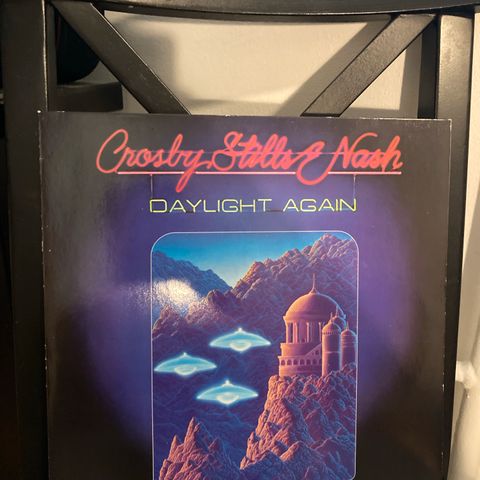 Crosby, Stills & Nash
DAYLIGHT AGAIN